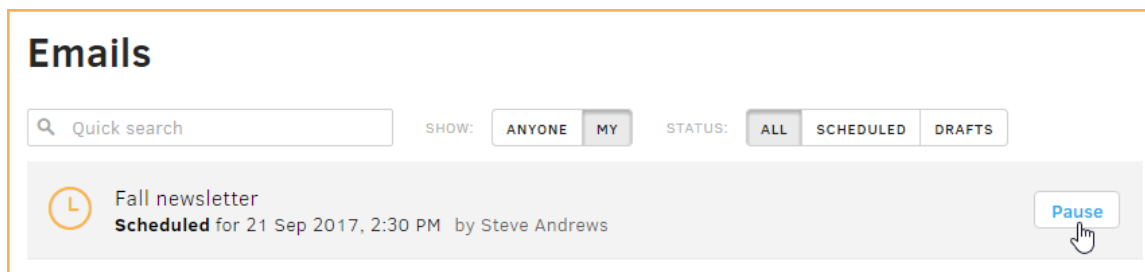 Emails
Quick search SHOW: ANYONE MY STATUS: ALL SCHEDULED DRAFTS
Fall newsletter
Scheduled for 21 Sep 2017, 2:30 PM by Steve Andrews
Pause